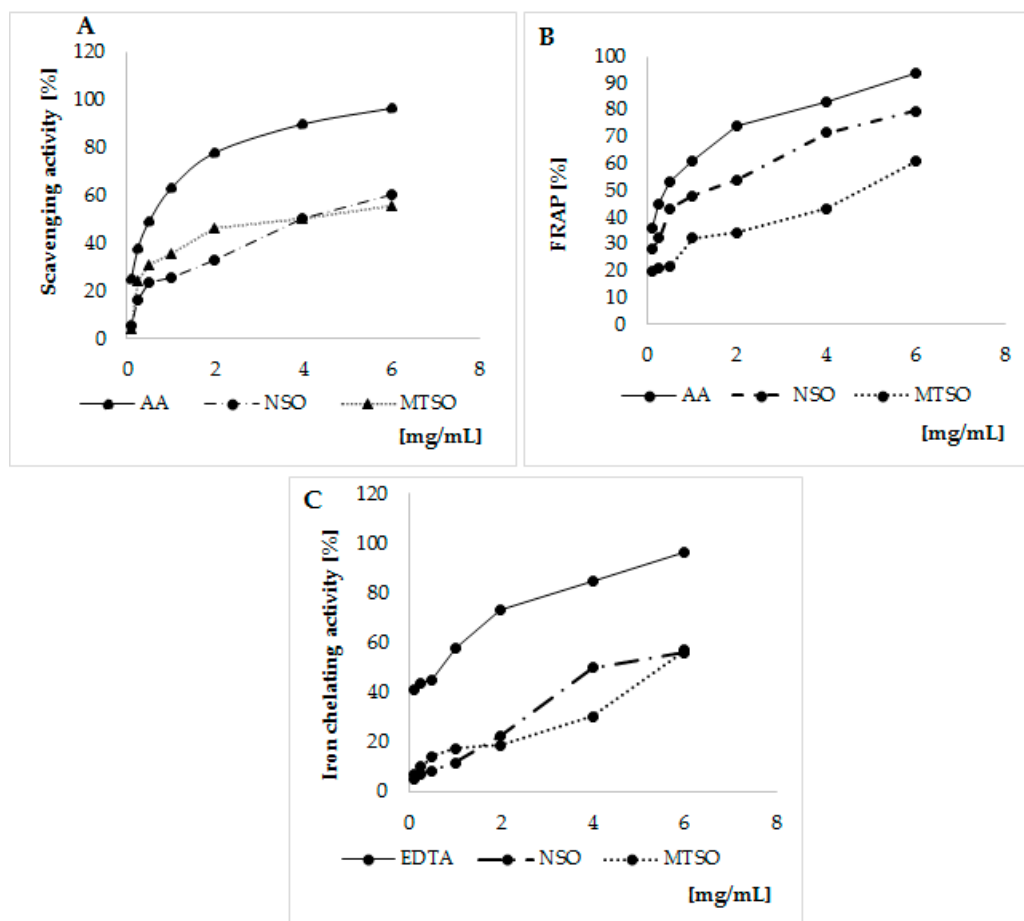 A
Scavenging activity [%]
120
100
80
60
40
20
0
0 2 4 6 8
AA NSO MTSO
[mg/mL]
B
FRAP [%]
100
90
80
70
60
50
40
30
20
10
0
0 2 4 6 8
AA NSO MTSO
[mg/mL]
C
Iron chelating activity [%]
120
100
80
60
40
20
0
0 2 4 6 8
EDTA NSO MTSO
[mg/mL]